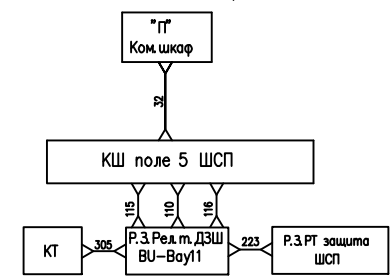 "П"
Ком. шкаф
32
КШ поле 5 ШСП
115
110
116
КТ
305
Р.З.Рел.т.ДЗШ
BU-Bay11
223
Р.З.РТ защита
ШСП